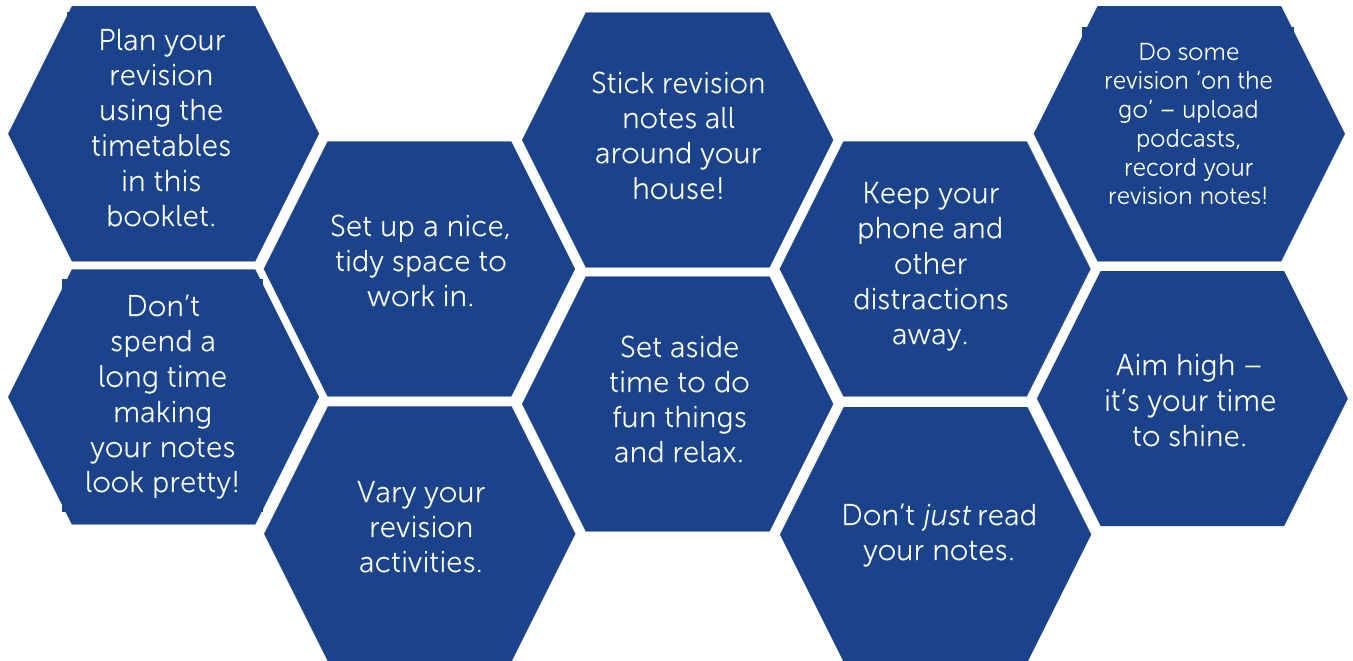 Plan your
revision
using the
timetables
in this
booklet.
Set up a nice,
tidy space to
work in.
Stick revision
notes all
around your
house!
Keep your
phone and
other
distractions
away.
Do some
revision ‘on the
go’ – upload
podcasts,
record your
revision notes!
Don’t
spend a
long time
making
your notes
look pretty!
Vary your
revision
activities.
Set aside
time to do
fun things
and relax.
Don’t just read
your notes.
Aim high –
it’s your time
to shine.